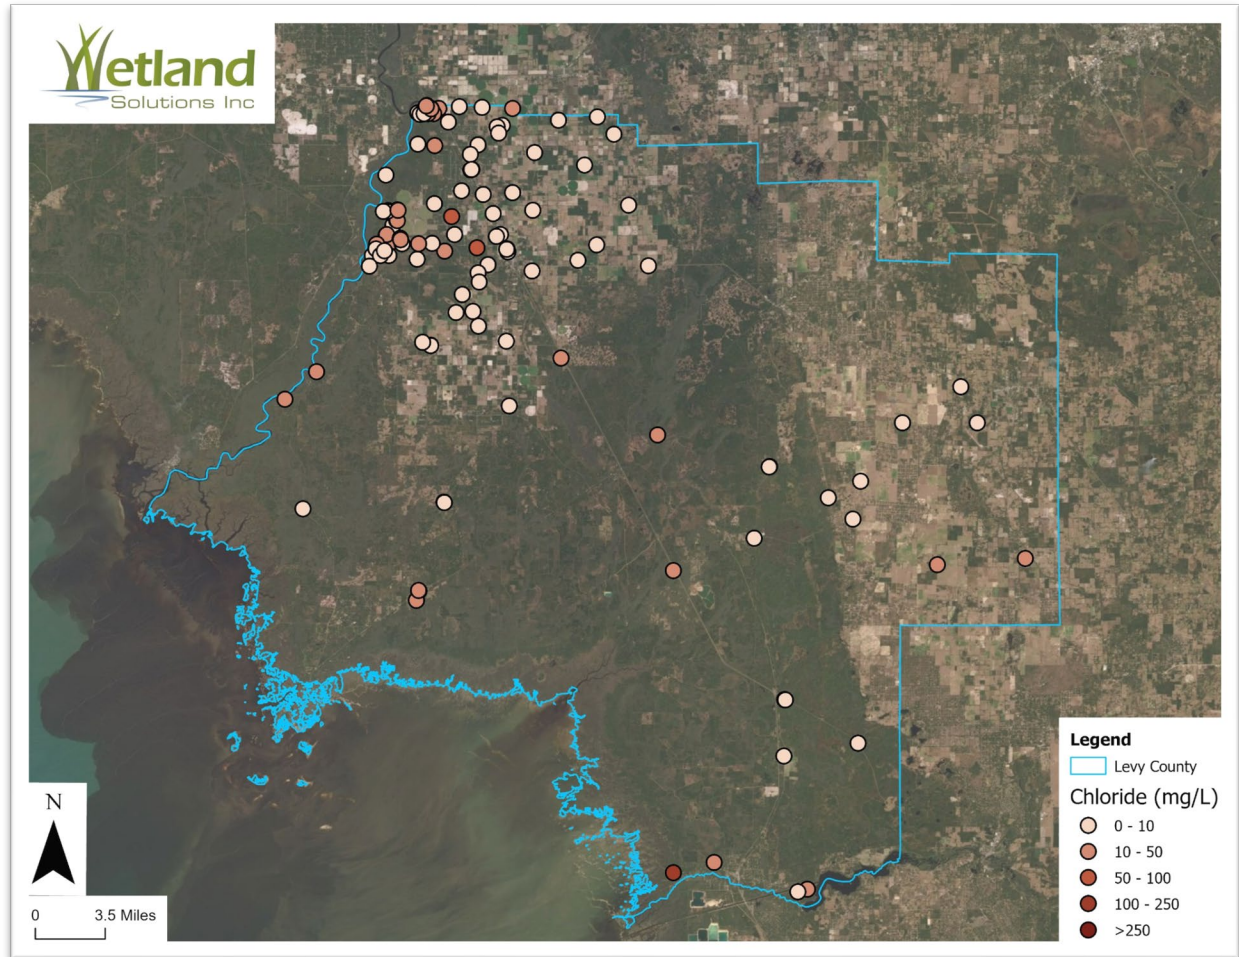 Wetland
Solutions Inc
Legend
Levy County
Chloride (mg/L)
0 - 10
10 - 50
50 - 100
100 - 250
>250
N
0 3.5 Miles